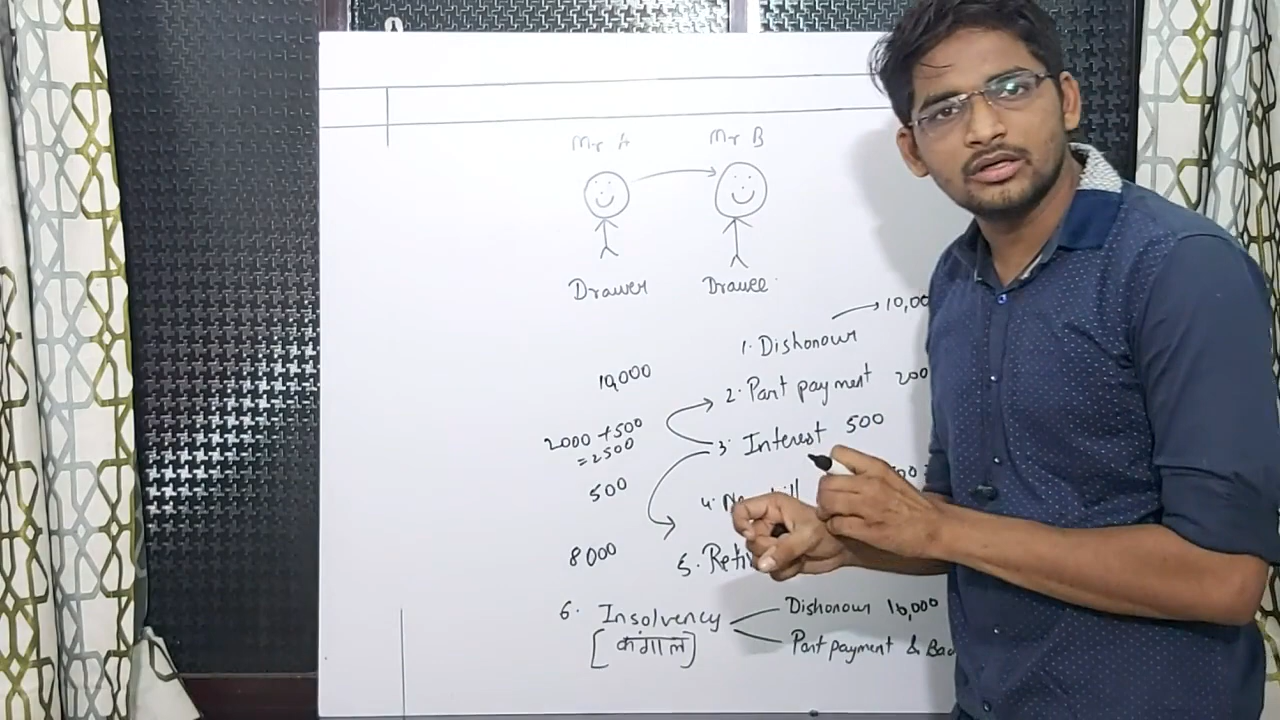 Mr A Mr B
Drawer Drawee
1. Dishonour 10,00
10,000 2. Part payment 200
2000 + 500
= 2500
3. Interest 500
500 4.
8000 5.
6. Insolvency Dishonour 10,000
[कंगाल] Part payment &